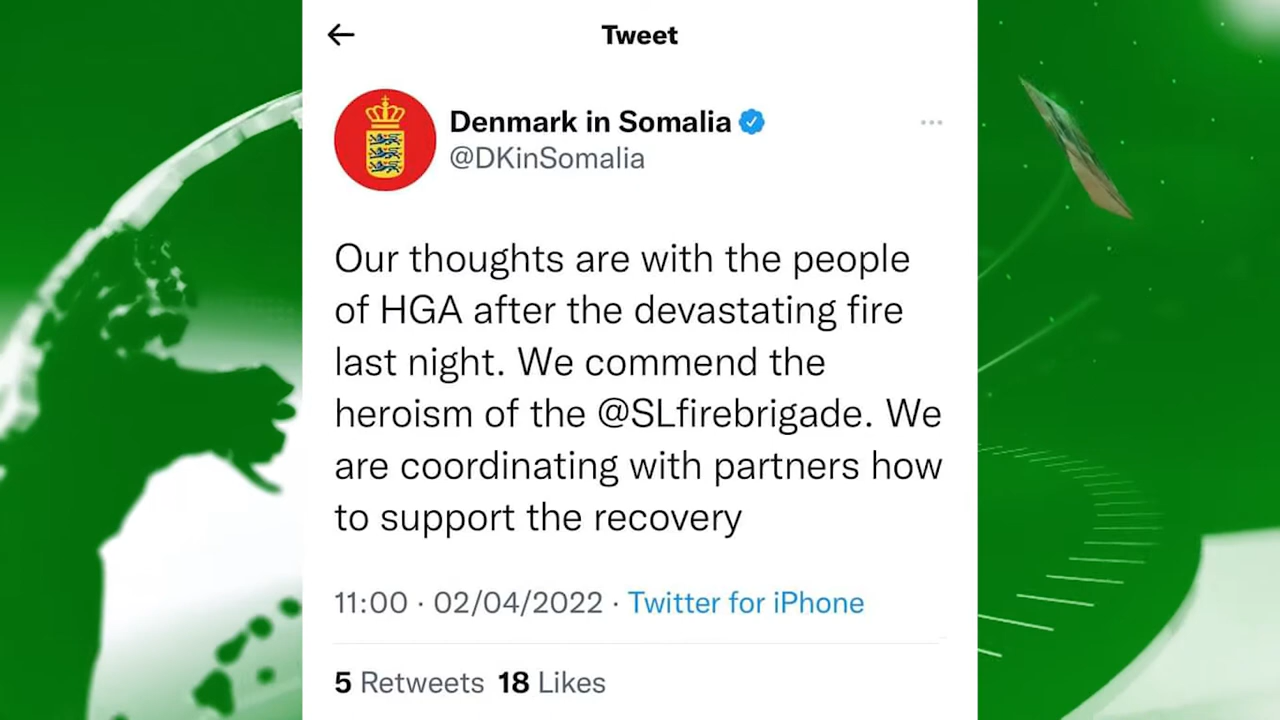 Tweet
Denmark in Somalia
@DKinSomalia
Our thoughts are with the people
of HGA after the devastating fire
last night. We commend the
heroism of the @SLfirebrigade. We
are coordinating with partners how
to support the recovery
11:00 · 02/04/2022 · Twitter for iPhone
5 Retweets 18 Likes